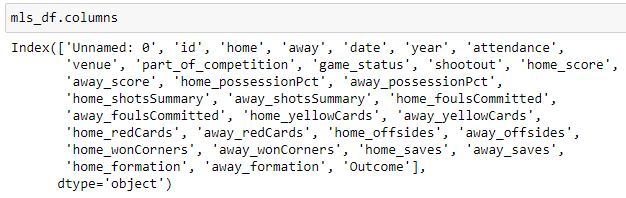 mls_df.columns
Index(['Unnamed: 0', 'id', 'home', 'away', 'date', 'year', 'attendance',
'venue', 'part_of_competition', 'game_status', 'shootout', 'home_score',
'away_score', 'home_possessionPct', 'away_possessionPct',
'home_shotsSummary', 'away_shotsSummary', 'home_foulsCommitted',
'away_foulsCommitted', 'home_yellowCards', 'away_yellowCards',
'home_redCards', 'away_redCards', 'home_offsides', 'away_offsides',
'home_wonCorners', 'away_wonCorners', 'home_saves', 'away_saves',
'home_formation', 'away_formation', 'Outcome'],
dtype='object')